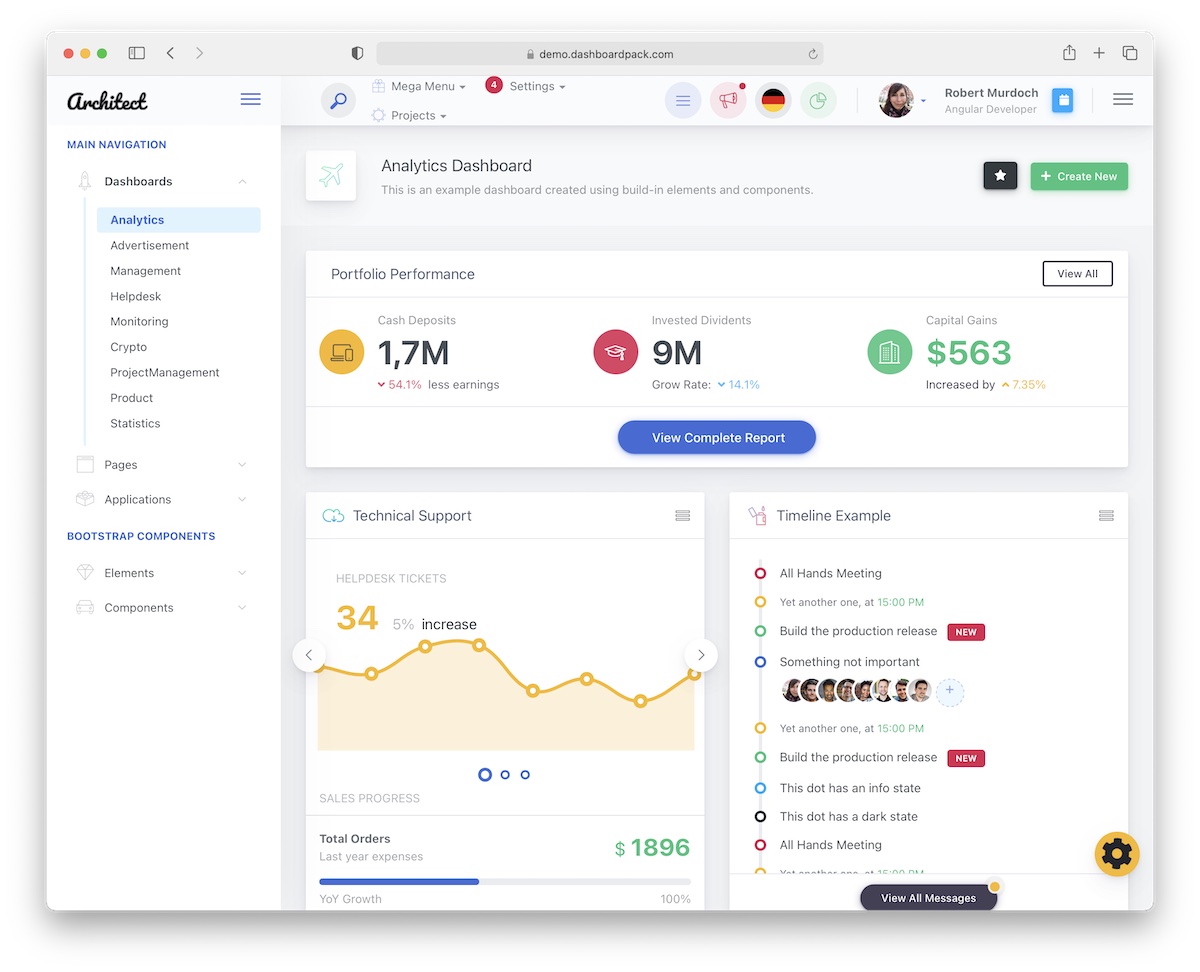 demo.dashboardpack.com
Architect
Mega Menu
4
Settings
Projects
Robert Murdoch
Angular Developer
MAIN NAVIGATION
Dashboards
Analytics
Advertisement
Management
Helpdesk
Monitoring
Crypto
ProjectManagement
Product
Statistics
Pages
Applications
BOOTSTRAP COMPONENTS
Elements
Components
Analytics Dashboard
This is an example dashboard created using build-in elements and components.
+ Create New
Portfolio Performance
View All
Cash Deposits
1,7M
54.1% less earnings
Invested Dividents
9M
Grow Rate: 14.1%
Capital Gains
$563
Increased by 7.35%
View Complete Report
Technical Support
HELPDESK TICKETS
34 5% increase
SALES PROGRESS
Total Orders
Last year expenses
$ 1896
YoY Growth
100%
Timeline Example
All Hands Meeting
Yet another one, at 15:00 PM
Build the production release NEW
Something not important
+
Yet another one, at 15:00 PM
Build the production release NEW
This dot has an info state
This dot has a dark state
All Hands Meeting
Yet another one, at 15:00 PM
View All Messages